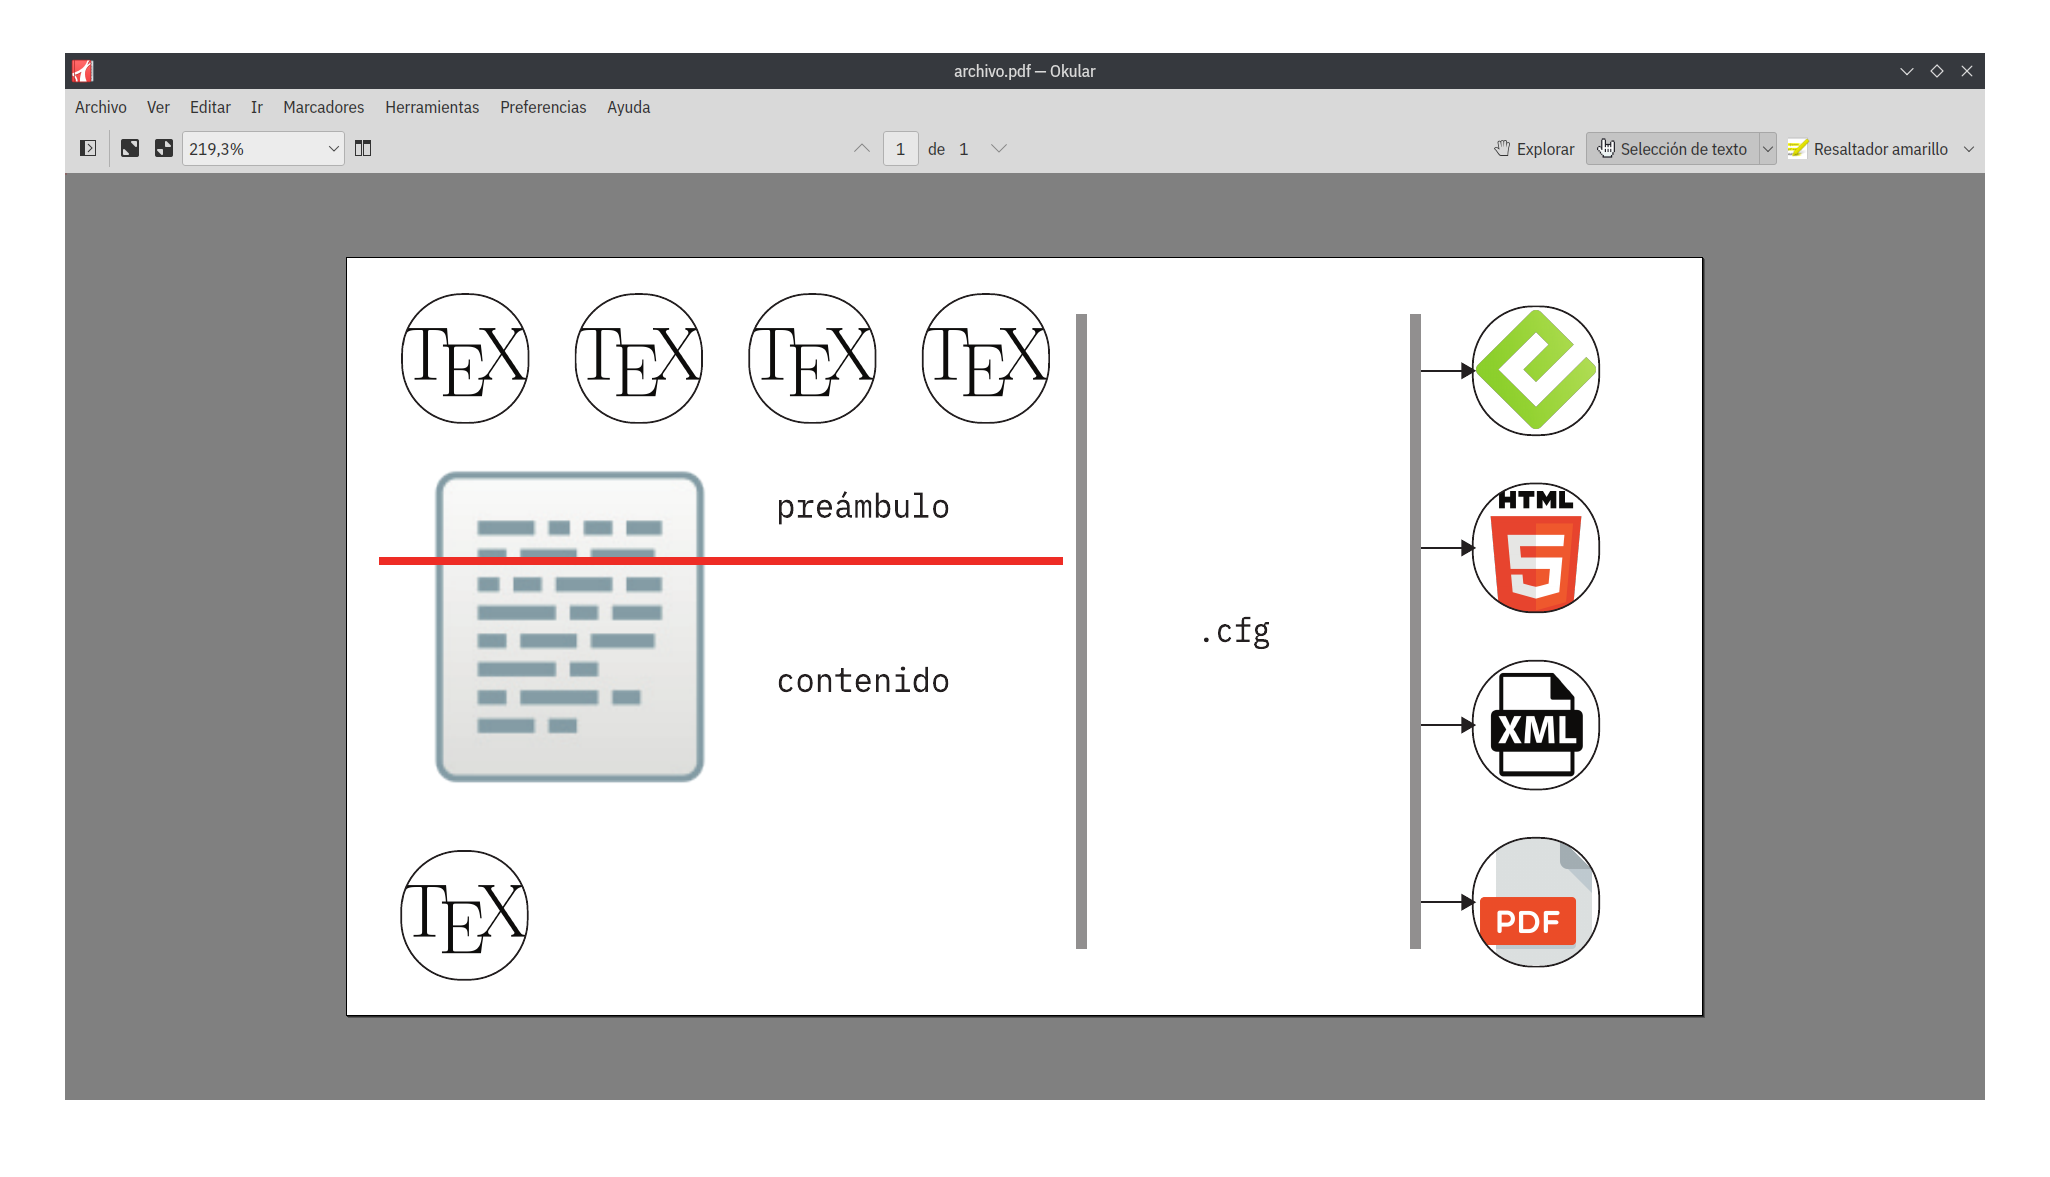 archivo.pdf — Okular
Archivo Ver Editar Ir Marcadores Herramientas Preferencias Ayuda
219,3% 1 de 1 Explorar Selección de texto Resaltador amarillo
TEX TEX TEX TEX
preámbulo
HTML
5
.cfg
contenido
XML
TEX
PDF